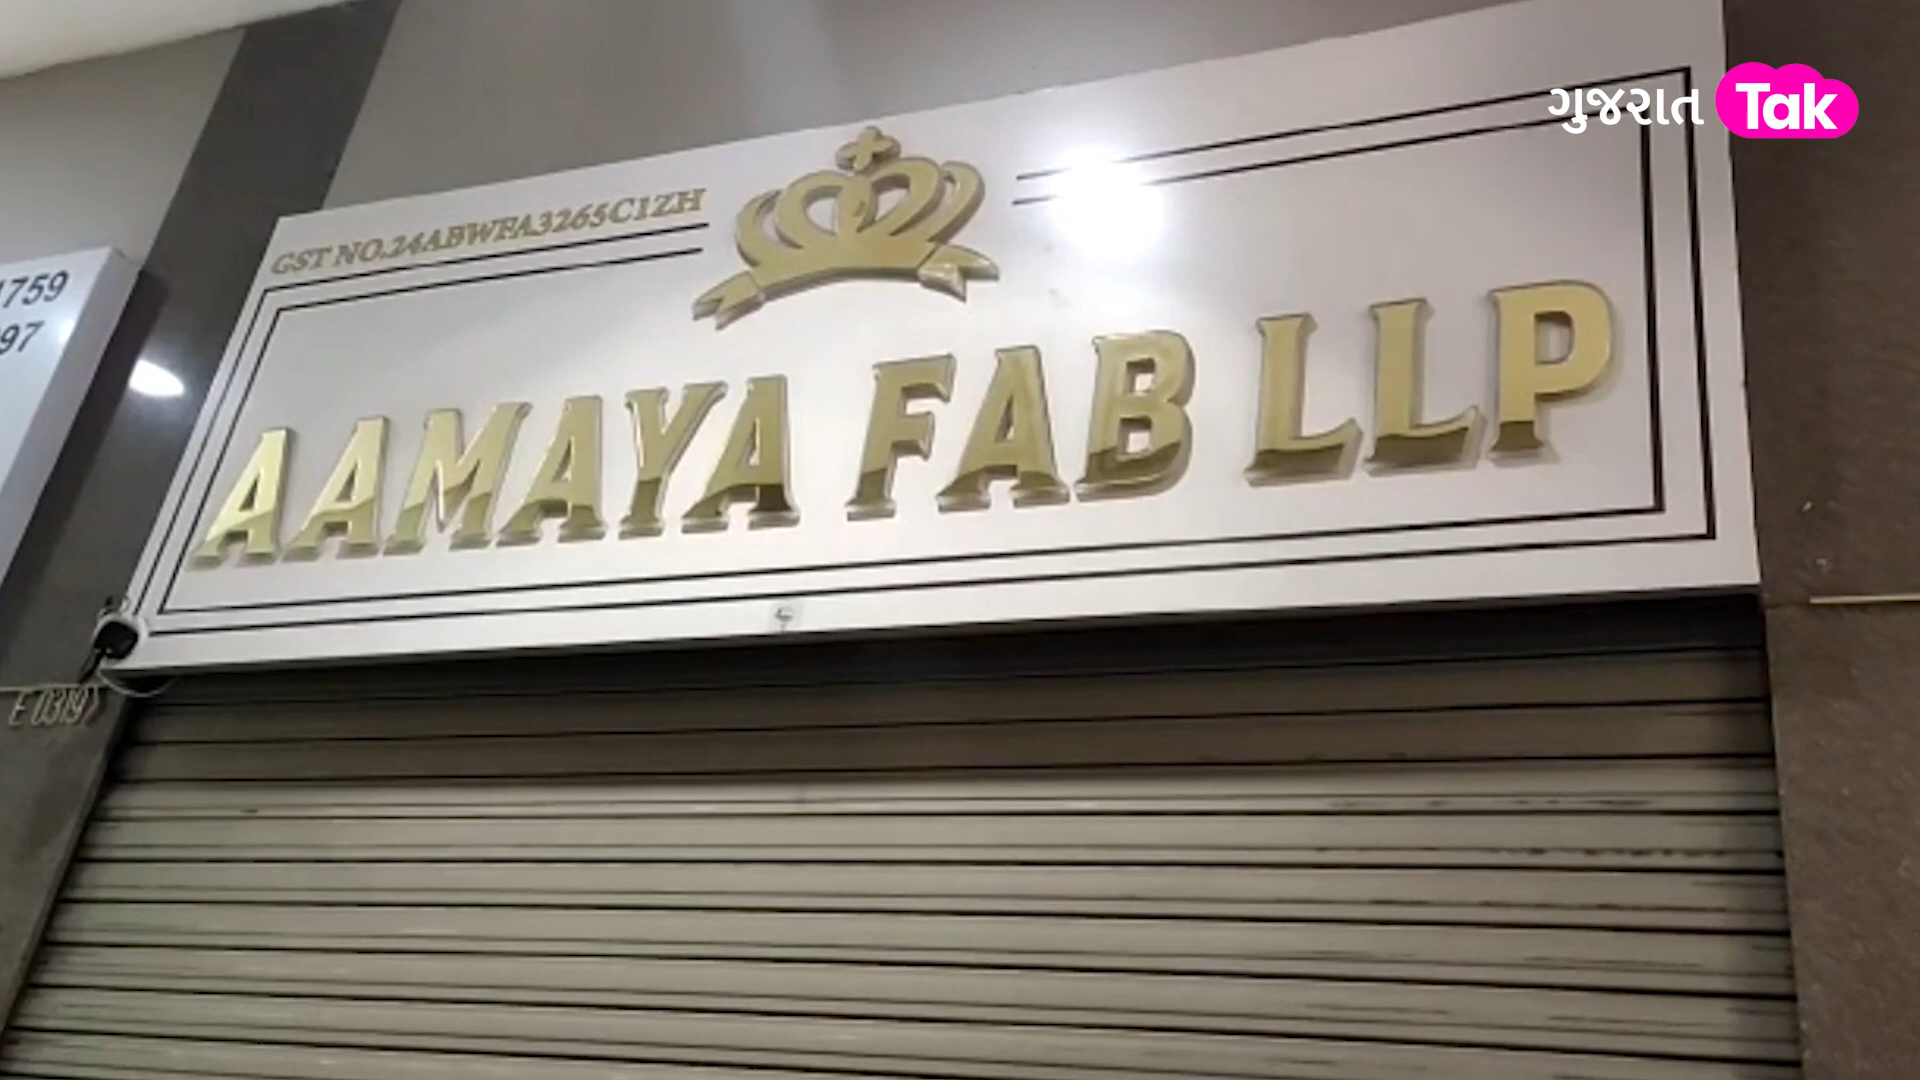 ગુજરાત Tak
GST NO.24ABWFA3265C1ZH
AAMAYA FAB LLP
1759
97
E 0319